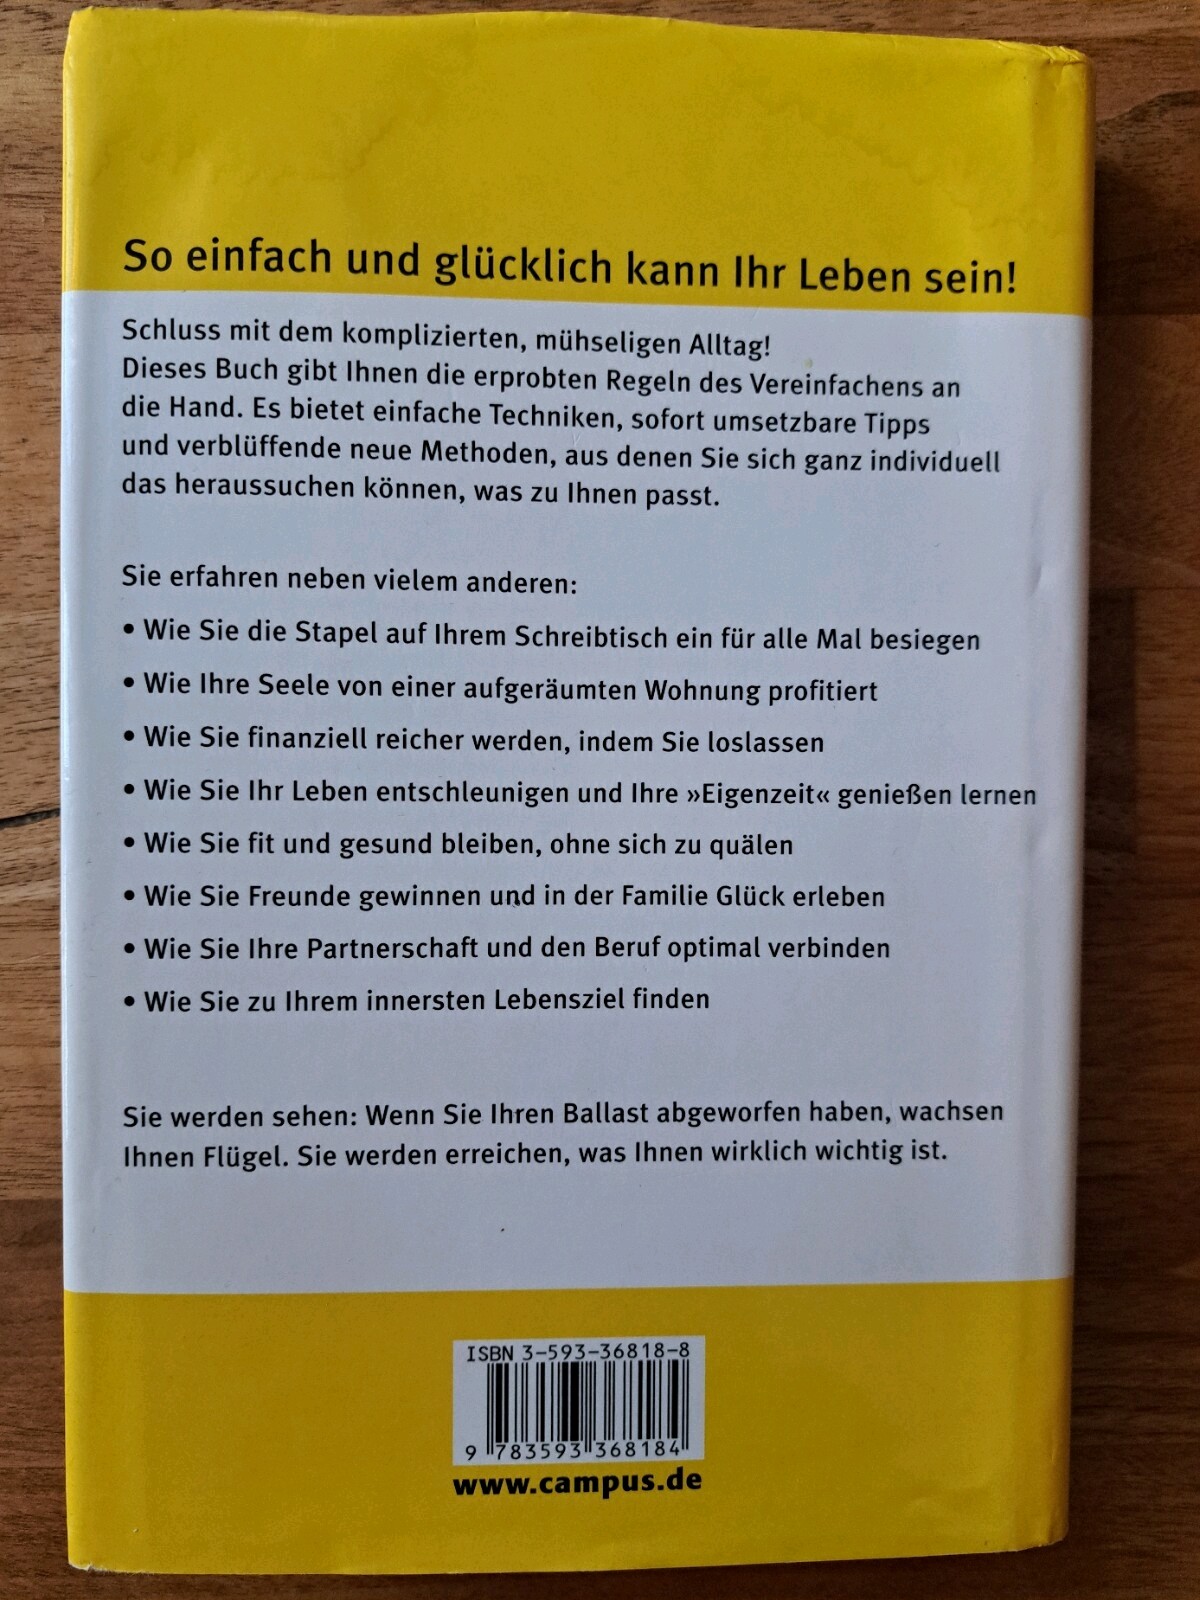 So einfach und glücklich kann Ihr Leben sein!
Schluss mit dem komplizierten, mühseligen Alltag!
Dieses Buch gibt Ihnen die erprobten Regeln des Vereinfachens an
die Hand. Es bietet einfache Techniken, sofort umsetzbare Tipps
und verblüffende neue Methoden, aus denen Sie sich ganz individuell
das heraussuchen können, was zu Ihnen passt.
Sie erfahren neben vielem anderen:
• Wie Sie die Stapel auf Ihrem Schreibtisch ein für alle Mal besiegen
• Wie Ihre Seele von einer aufgeräumten Wohnung profitiert
• Wie Sie finanziell reicher werden, indem Sie loslassen
• Wie Sie Ihr Leben entschleunigen und Ihre »Eigenzeit« genießen lernen
• Wie Sie fit und gesund bleiben, ohne sich zu quälen
• Wie Sie Freunde gewinnen und in der Familie Glück erleben
• Wie Sie Ihre Partnerschaft und den Beruf optimal verbinden
• Wie Sie zu Ihrem innersten Lebensziel finden
Sie werden sehen: Wenn Sie Ihren Ballast abgeworfen haben, wachsen
Ihnen Flügel. Sie werden erreichen, was Ihnen wirklich wichtig ist.
ISBN 3-593-36818-8
9 783593 368184
www.campus.de